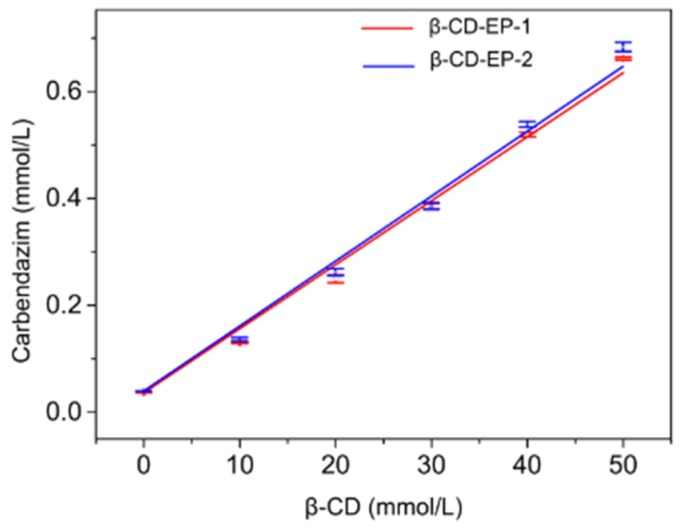 β-CD-EP-1
β-CD-EP-2
Carbendazim (mmol/L)
0.6
0.4
0.2
0.0
0 10 20 30 40 50
β-CD (mmol/L)